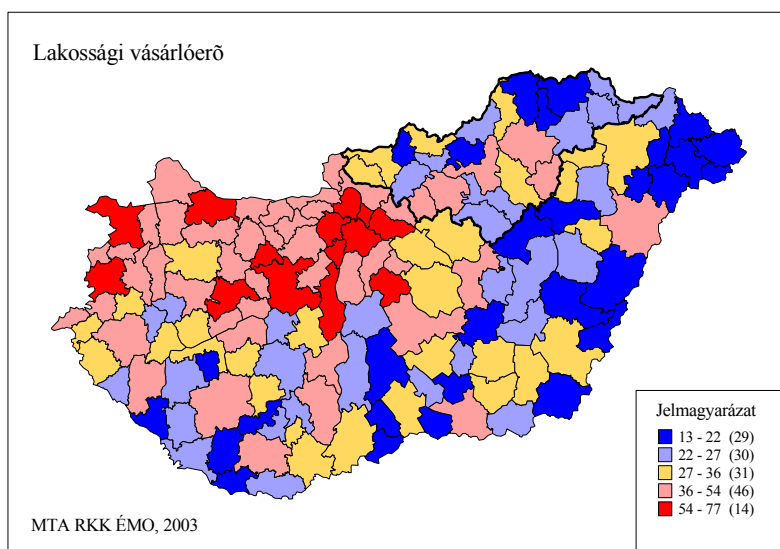 Lakossági vásárlóerõ
Jelmagyarázat
13 - 22 (29)
22 - 27 (30)
27 - 36 (31)
36 - 54 (46)
54 - 77 (14)
MTA RKK ÉMO, 2003